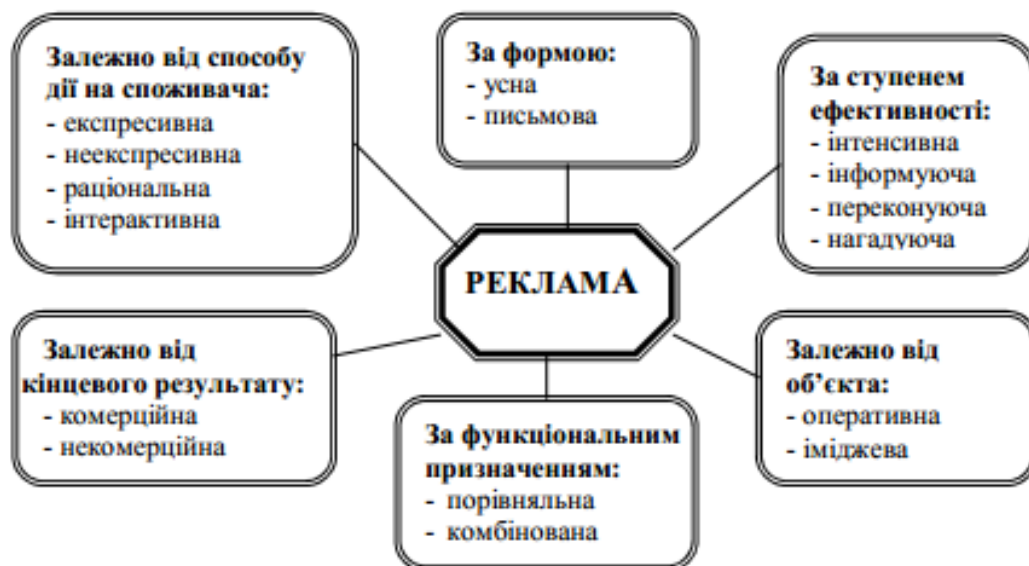 Залежно від способу
дії на споживача:
- експресивна
- неекспресивна
- раціональна
- інтерактивна
За формою:
- усна
- письмова
За ступенем
ефективності:
- інтенсивна
- інформуюча
- переконуюча
- нагадуюча
РЕКЛАМА
Залежно від
кінцевого результату:
- комерційна
- некомерційна
За функціональним
призначенням:
- порівняльна
- комбінована
Залежно від
об’єкта:
- оперативна
- іміджева